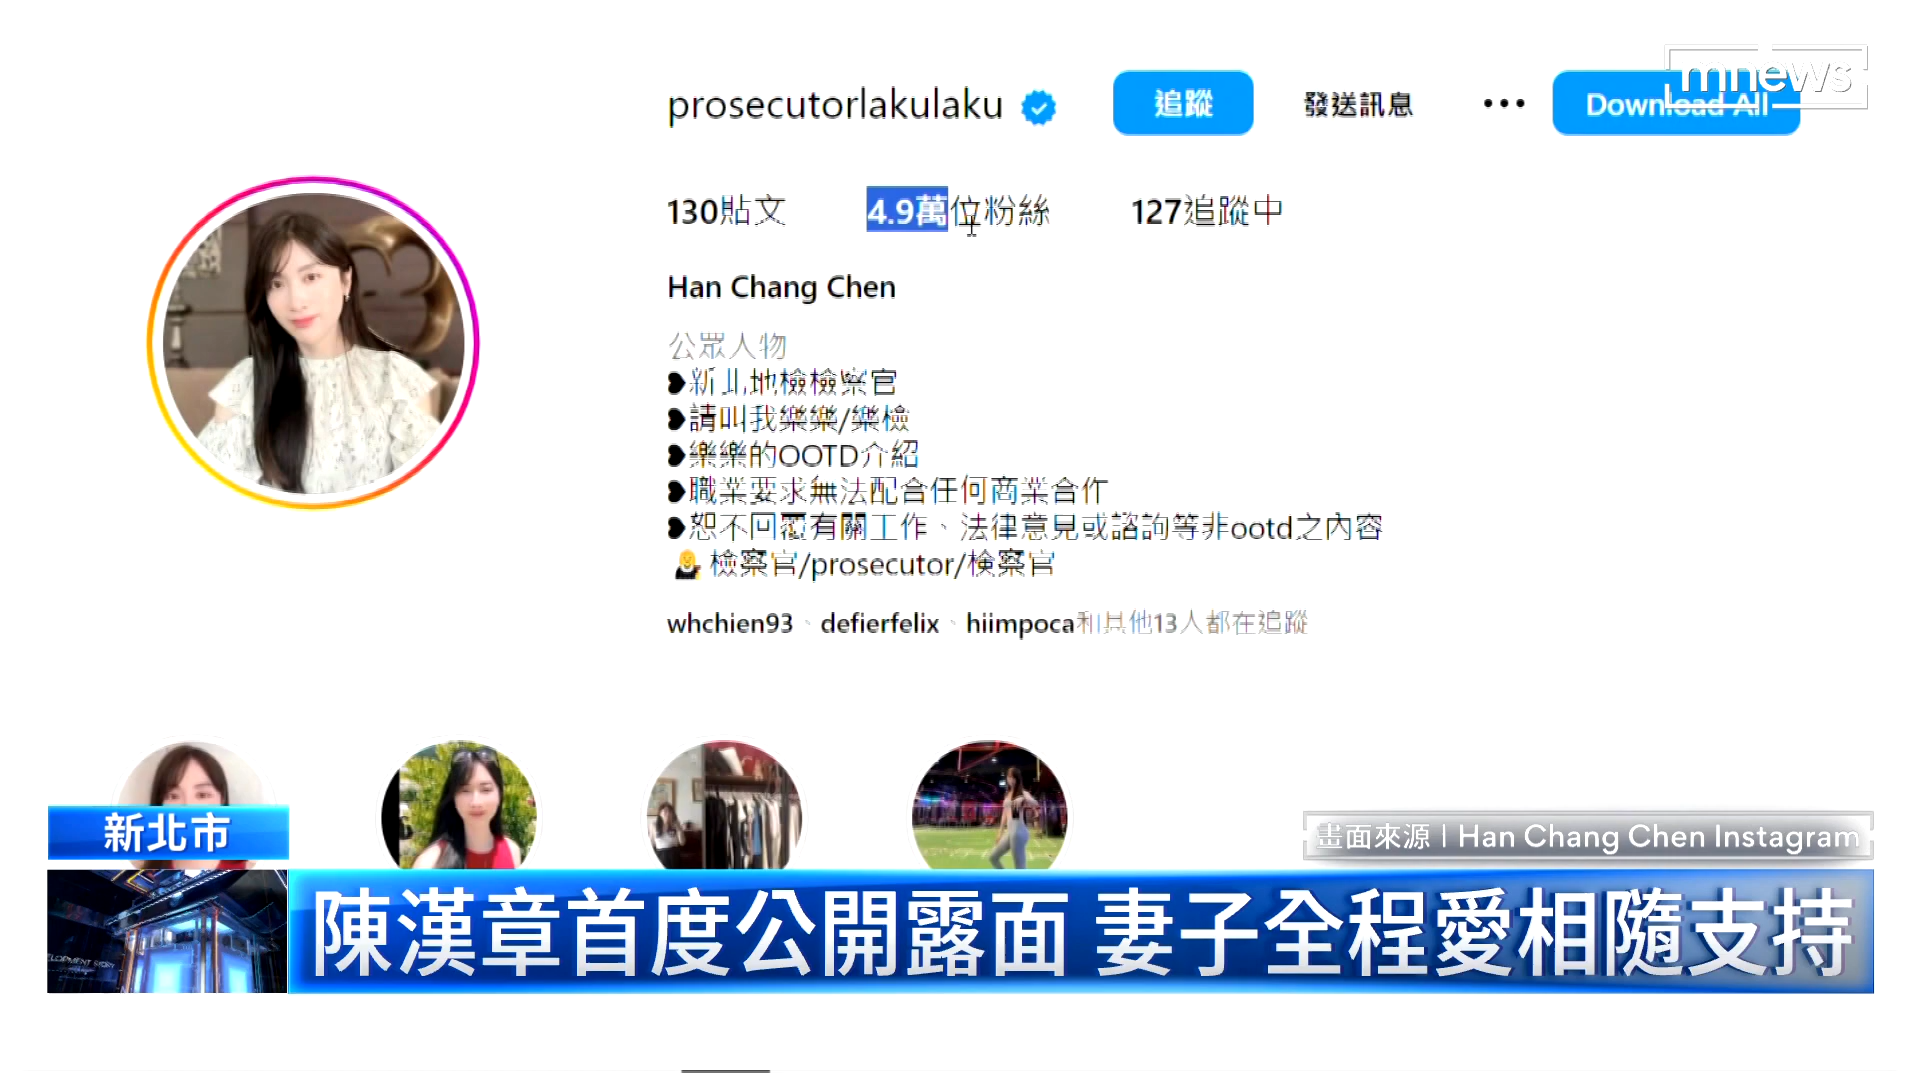 mnews
prosecutorlakulaku
追蹤
發送訊息
Download All
130貼文
4.9萬位粉絲
127追蹤中
Han Chang Chen
公眾人物
❥新北地檢檢察官
❥請叫我樂樂/樂檢
❥樂樂的OOTD介紹
❥職業要求無法配合任何商業合作
❥恕不回覆有關工作、法律意見或諮詢等非ootd之內容
檢察官/prosecutor/検察官
whchien93、defierfelix、hiimpoca和其他13人都在追蹤
新北市
畫面來源 | Han Chang Chen Instagram
陳漢章首度公開露面 妻子全程愛相隨支持